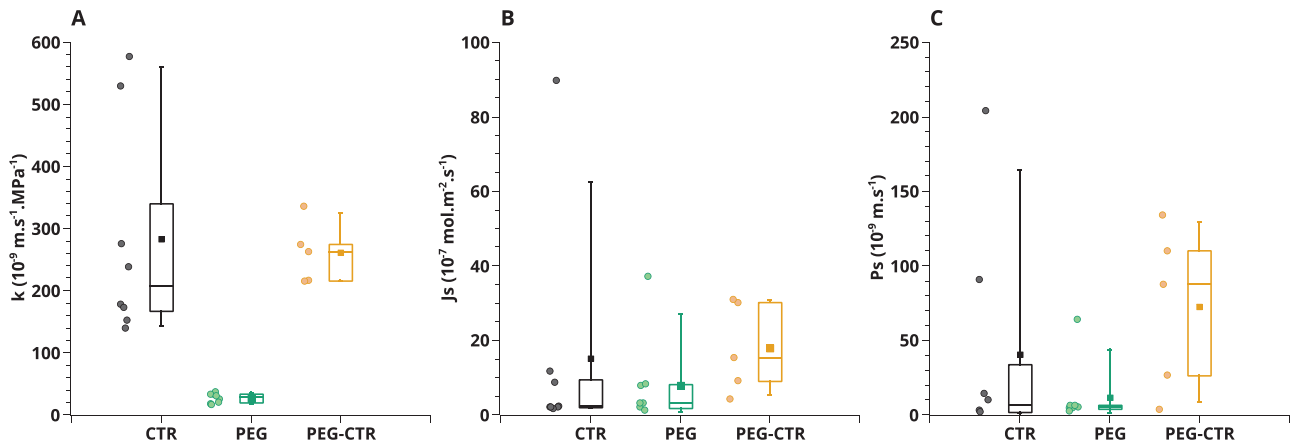 A
B
C
k (10-9 m.s-1.MPa-1)
600
500
400
300
200
100
0
CTR
PEG
PEG-CTR
Js (10-7 mol.m-2.s-1)
100
80
60
40
20
0
CTR
PEG
PEG-CTR
Ps (10-9 m.s-1)
250
200
150
100
50
0
CTR
PEG
PEG-CTR